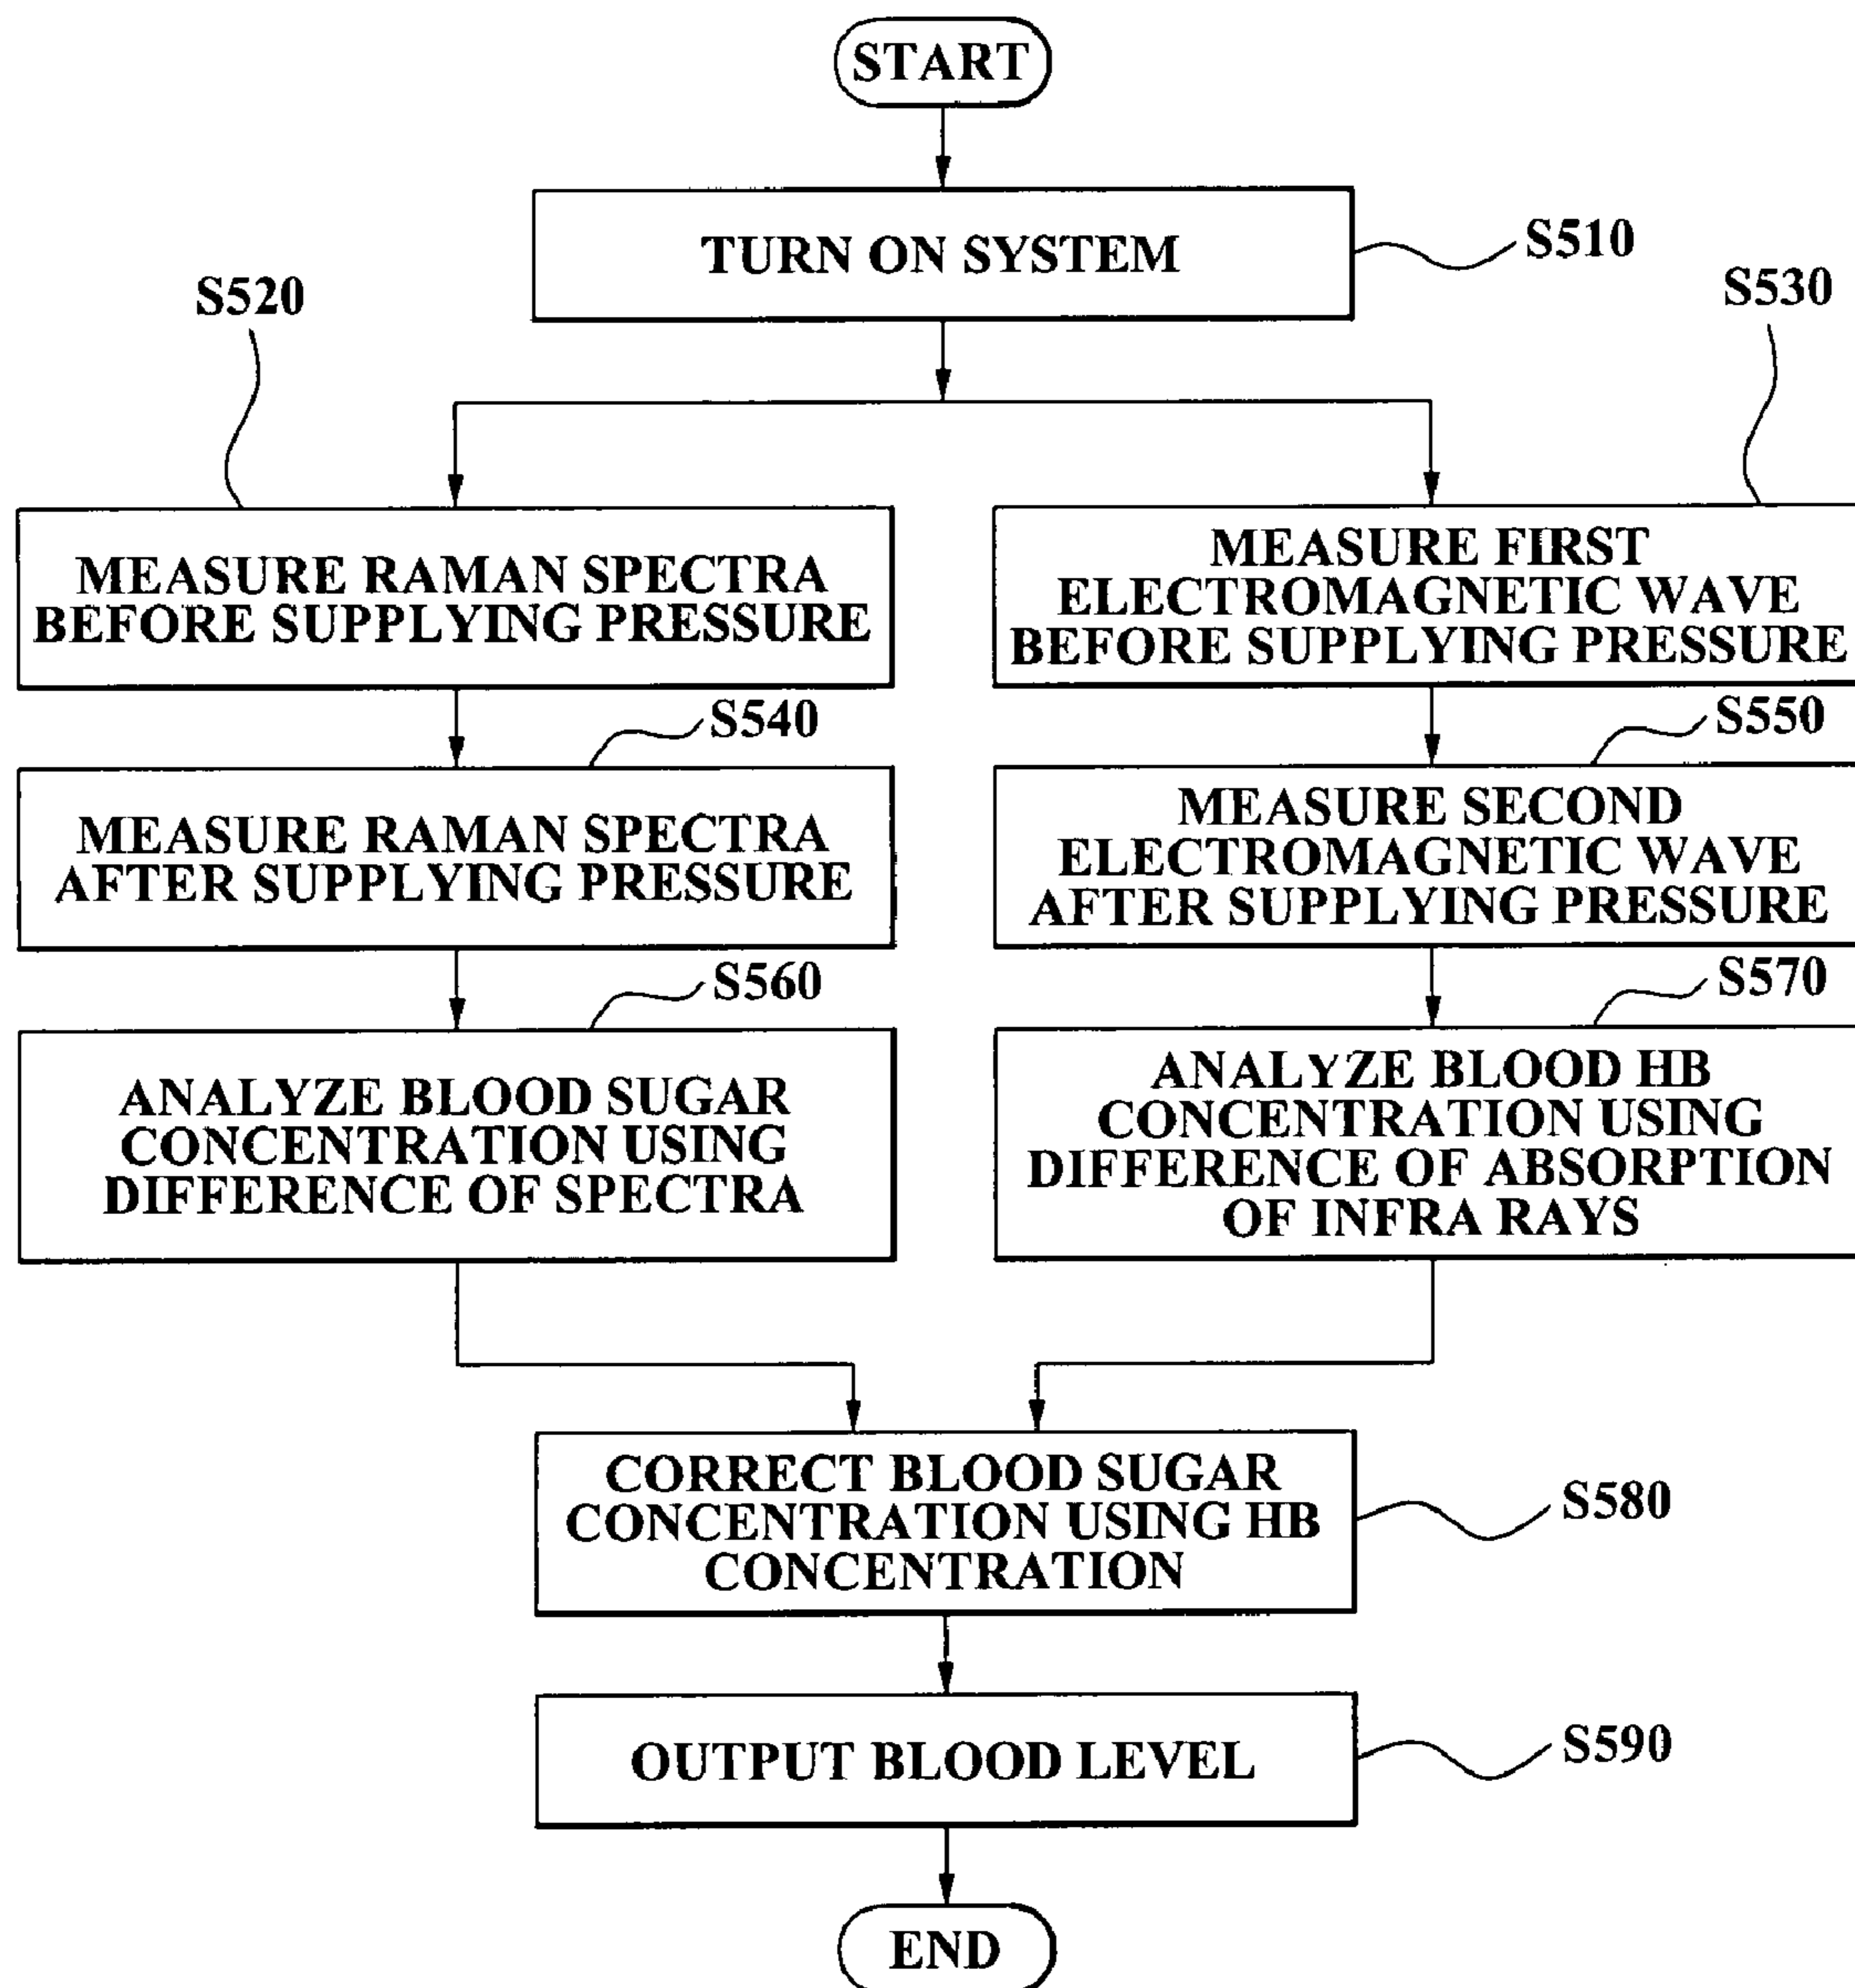 START
TURN ON SYSTEM
S510
S520
S530
MEASURE RAMAN SPECTRA
BEFORE SUPPLYING PRESSURE
MEASURE FIRST
ELECTROMAGNETIC WAVE
BEFORE SUPPLYING PRESSURE
S540
S550
MEASURE RAMAN SPECTRA
AFTER SUPPLYING PRESSURE
MEASURE SECOND
ELECTROMAGNETIC WAVE
AFTER SUPPLYING PRESSURE
S560
S570
ANALYZE BLOOD SUGAR
CONCENTRATION USING
DIFFERENCE OF SPECTRA
ANALYZE BLOOD HB
CONCENTRATION USING
DIFFERENCE OF ABSORPTION
OF INFRA RAYS
CORRECT BLOOD SUGAR
CONCENTRATION USING HB
CONCENTRATION
S580
OUTPUT BLOOD LEVEL
S590
END